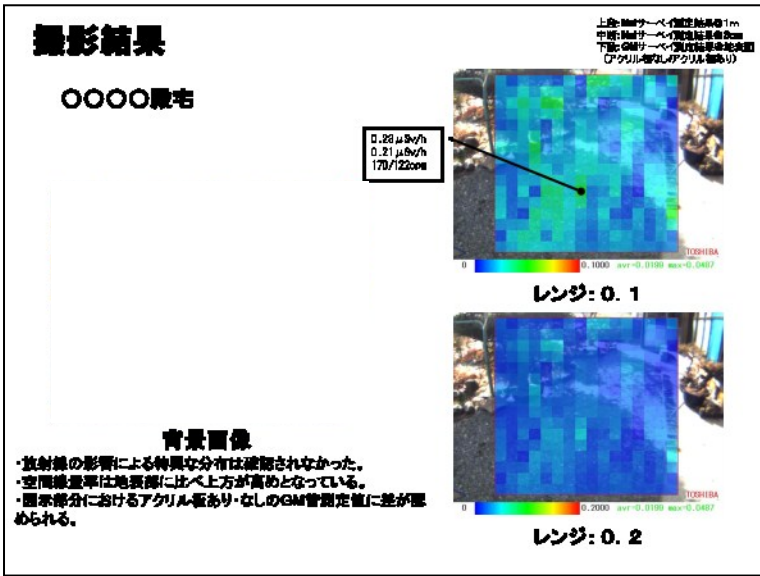 撮影結果
〇〇〇〇殿宅
上段:NaIサーベイ測定結果@1m
中断:NaIサーベイ測定結果@3cm
下段:GMサーベイ測定結果@地表面
(アクリル板なし/アクリル板あり)
0.23μSv/h
0.21μSv/h
170/122cpm
TOSHIBA
0 0.1000 avr=0.0199 max=0.0407
レンジ:0.1
TOSHIBA
0 0.2000 avr=0.0199 max=0.0407
レンジ:0.2
背景画像
・放射線の影響による特異な分布は確認されなかった。
・空間線量率は地表部に比べ上方が高めとなっている。
・図示部分におけるアクリル板あり・なしのGM管測定値に差が認
められる。